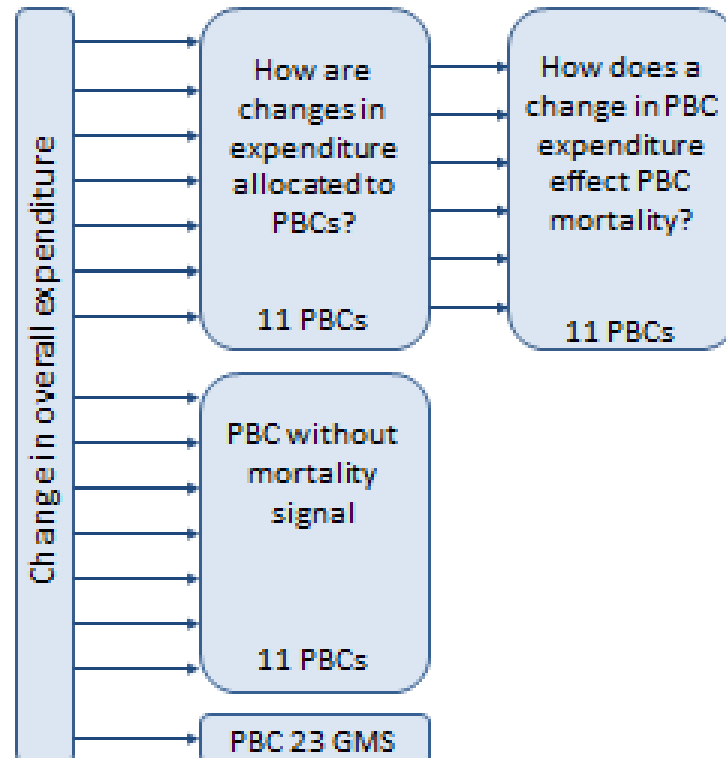 Change in overall expenditure
How are
changes in
expenditure
allocated to
PBCs?
11 PBCs
How does a
change in PBC
expenditure
effect PBC
mortality?
11 PBCs
PBC without
mortality
signal
11 PBCs
PBC 23 GMS